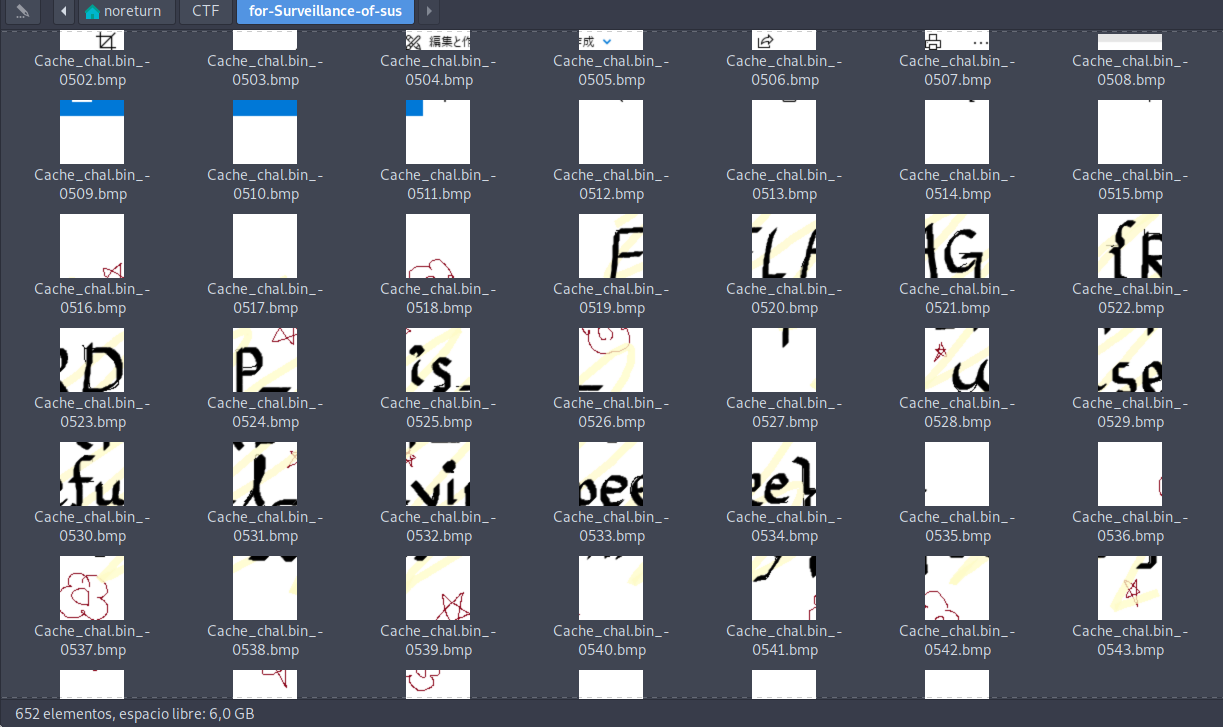 noreturn CTF for-Surveillance-of-sus
編集と作 成 ...
Cache_chal.bin_- Cache_chal.bin_- Cache_chal.bin_- Cache_chal.bin_- Cache_chal.bin_- Cache_chal.bin_- Cache_chal.bin_-
0502.bmp 0503.bmp 0504.bmp 0505.bmp 0506.bmp 0507.bmp 0508.bmp
Cache_chal.bin_- Cache_chal.bin_- Cache_chal.bin_- Cache_chal.bin_- Cache_chal.bin_- Cache_chal.bin_- Cache_chal.bin_-
0509.bmp 0510.bmp 0511.bmp 0512.bmp 0513.bmp 0514.bmp 0515.bmp
F LA G {R
Cache_chal.bin_- Cache_chal.bin_- Cache_chal.bin_- Cache_chal.bin_- Cache_chal.bin_- Cache_chal.bin_- Cache_chal.bin_-
0516.bmp 0517.bmp 0518.bmp 0519.bmp 0520.bmp 0521.bmp 0522.bmp
D P_ is_ _ u se
Cache_chal.bin_- Cache_chal.bin_- Cache_chal.bin_- Cache_chal.bin_- Cache_chal.bin_- Cache_chal.bin_- Cache_chal.bin_-
0523.bmp 0524.bmp 0525.bmp 0526.bmp 0527.bmp 0528.bmp 0529.bmp
fu l_ vi pee ee}
Cache_chal.bin_- Cache_chal.bin_- Cache_chal.bin_- Cache_chal.bin_- Cache_chal.bin_- Cache_chal.bin_- Cache_chal.bin_-
0530.bmp 0531.bmp 0532.bmp 0533.bmp 0534.bmp 0535.bmp 0536.bmp
Cache_chal.bin_- Cache_chal.bin_- Cache_chal.bin_- Cache_chal.bin_- Cache_chal.bin_- Cache_chal.bin_- Cache_chal.bin_-
0537.bmp 0538.bmp 0539.bmp 0540.bmp 0541.bmp 0542.bmp 0543.bmp
652 elementos, espacio libre: 6,0 GB